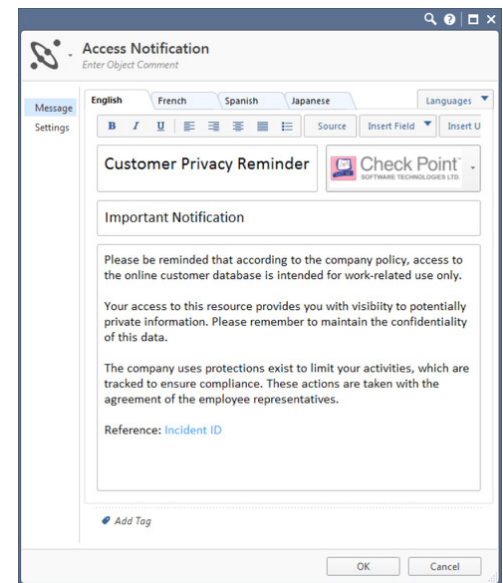 Access Notification
Enter Object Comment
Message
Settings
English French Spanish Japanese Languages
B I U Source Insert Field Insert U
Customer Privacy Reminder
Check Point
SOFTWARE TECHNOLOGIES LTD.
Important Notification
Please be reminded that according to the company policy, access to
the online customer database is intended for work-related use only.
Your access to this resource provides you with visibiity to potentially
private information. Please remember to maintain the confidentiality
of this data.
The company uses protections exist to limit your activities, which are
tracked to ensure compliance. These actions are taken with the
agreement of the employee representatives.
Reference: Incident ID
Add Tag
OK Cancel